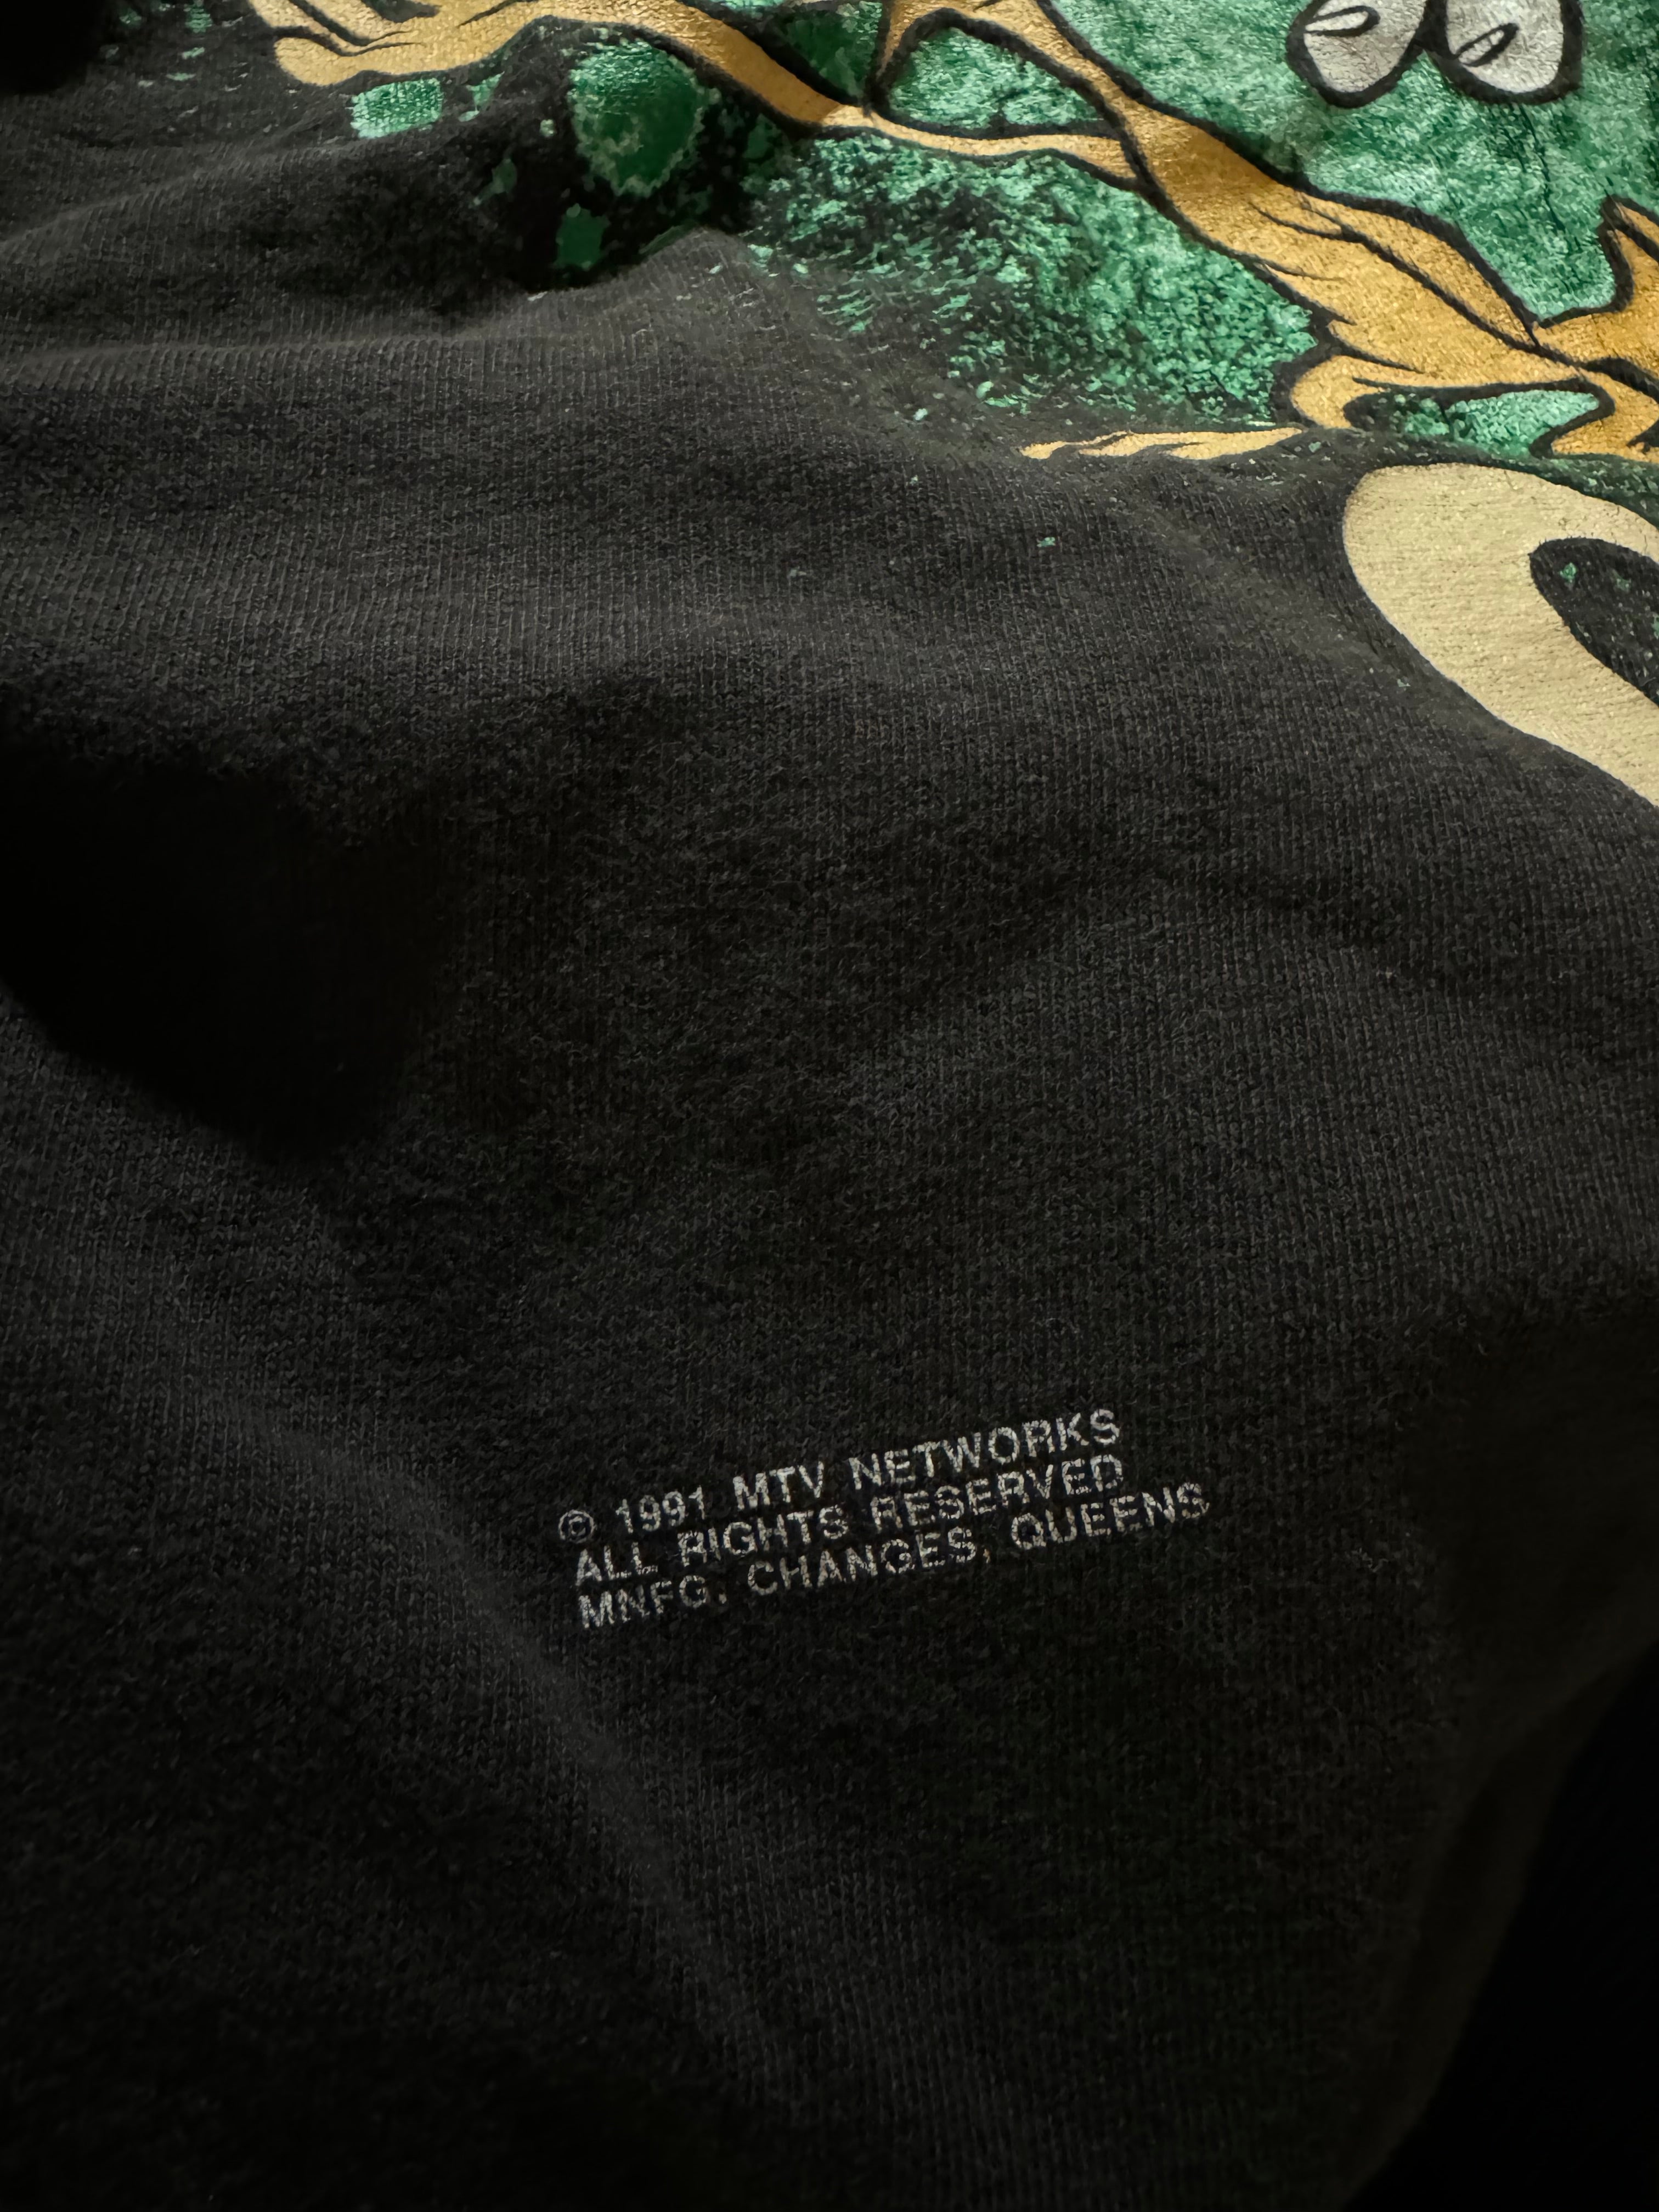 © 1991 MTV NETWORKS
ALL RIGHTS RESERVED
MNFG. CHANGES, QUEENS